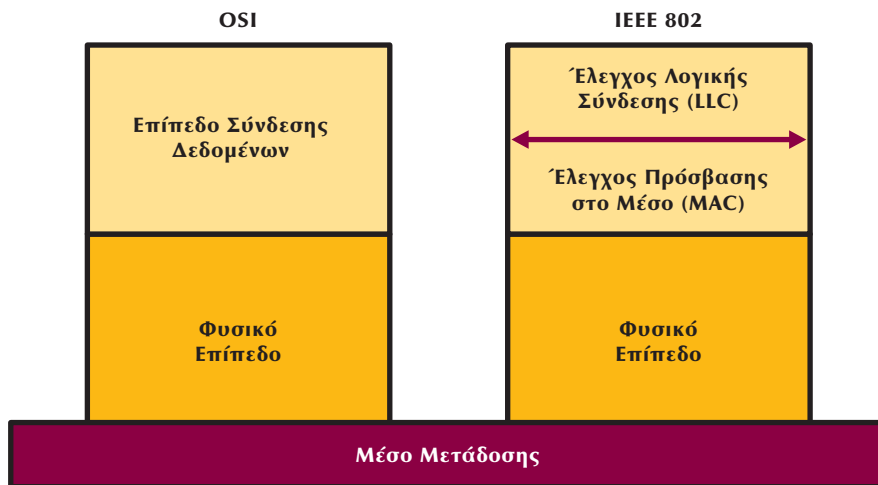 OSI
IEEE 802
Επίπεδο Σύνδεσης
Δεδομένων
Έλεγχος Λογικής
Σύνδεσης (LLC)
Έλεγχος Πρόσβασης
στο Μέσο (MAC)
Φυσικό
Επίπεδο
Φυσικό
Επίπεδο
Μέσο Μετάδοσης